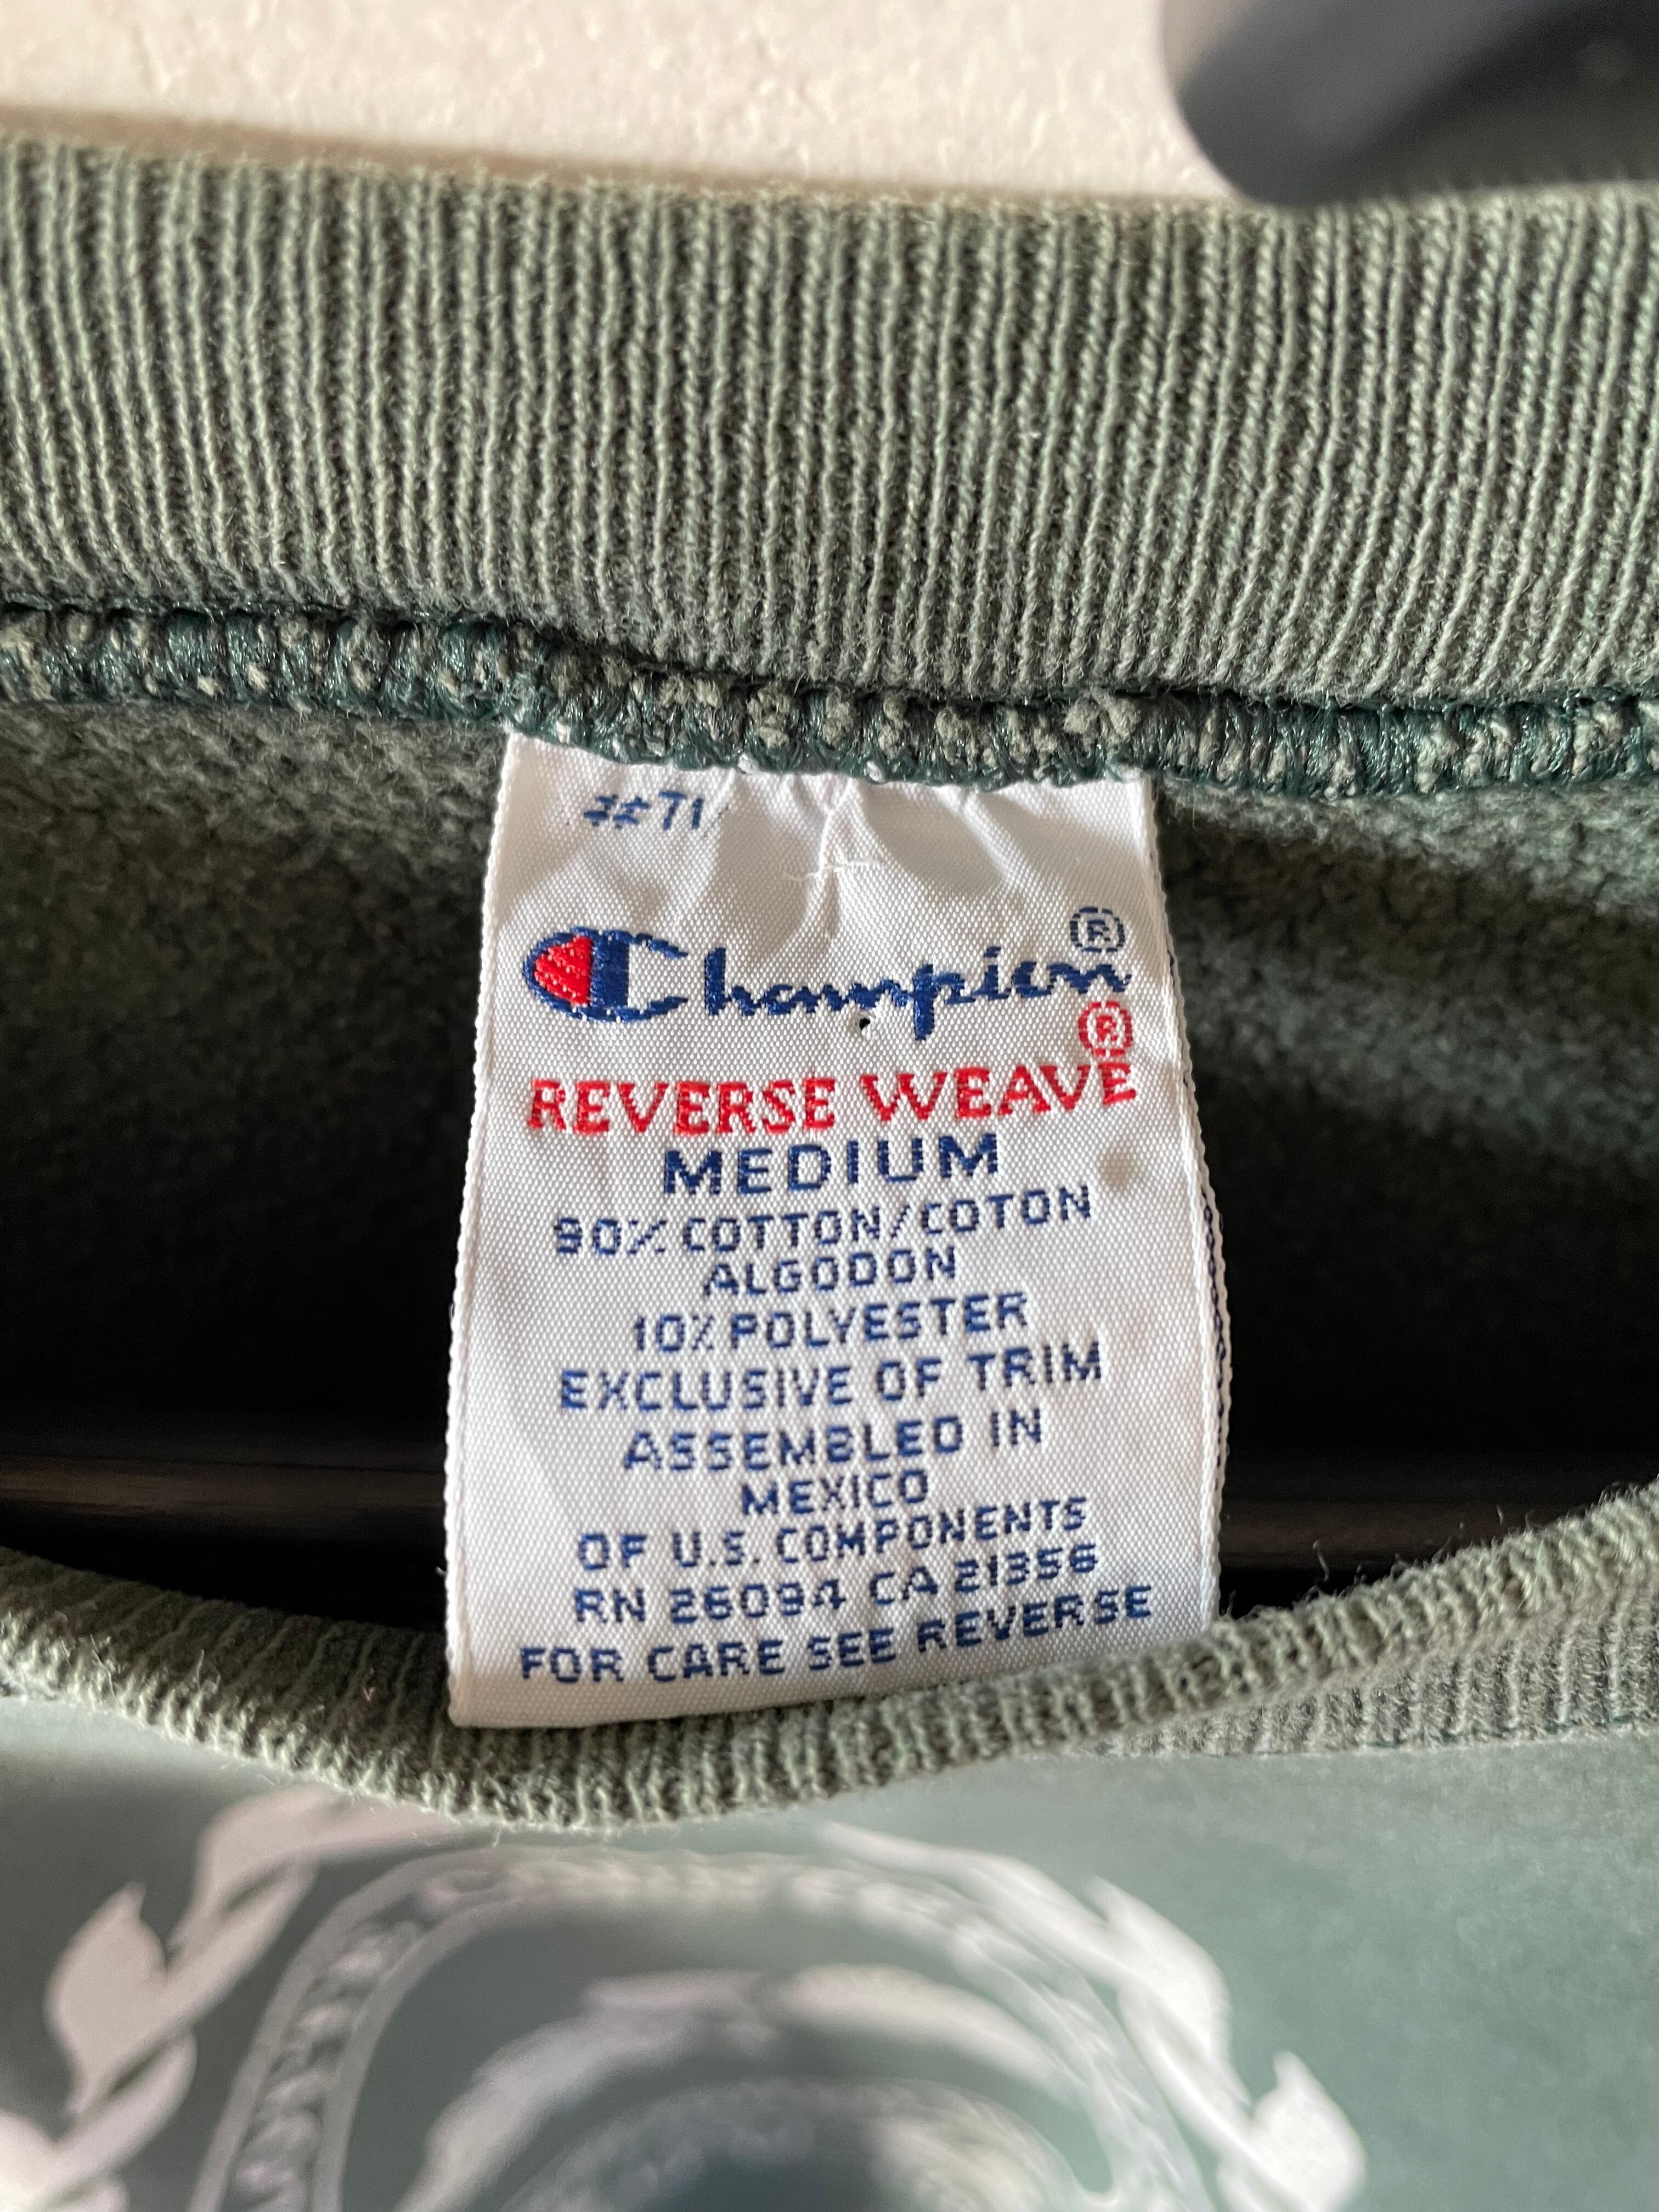 #71
Champion®
REVERSE WEAVE®
MEDIUM
90% COTTON/COTON
ALGODON
10% POLYESTER
EXCLUSIVE OF TRIM
ASSEMBLED IN
MEXICO
OF U.S. COMPONENTS
RN 26094 CA 21356
FOR CARE SEE REVERSE